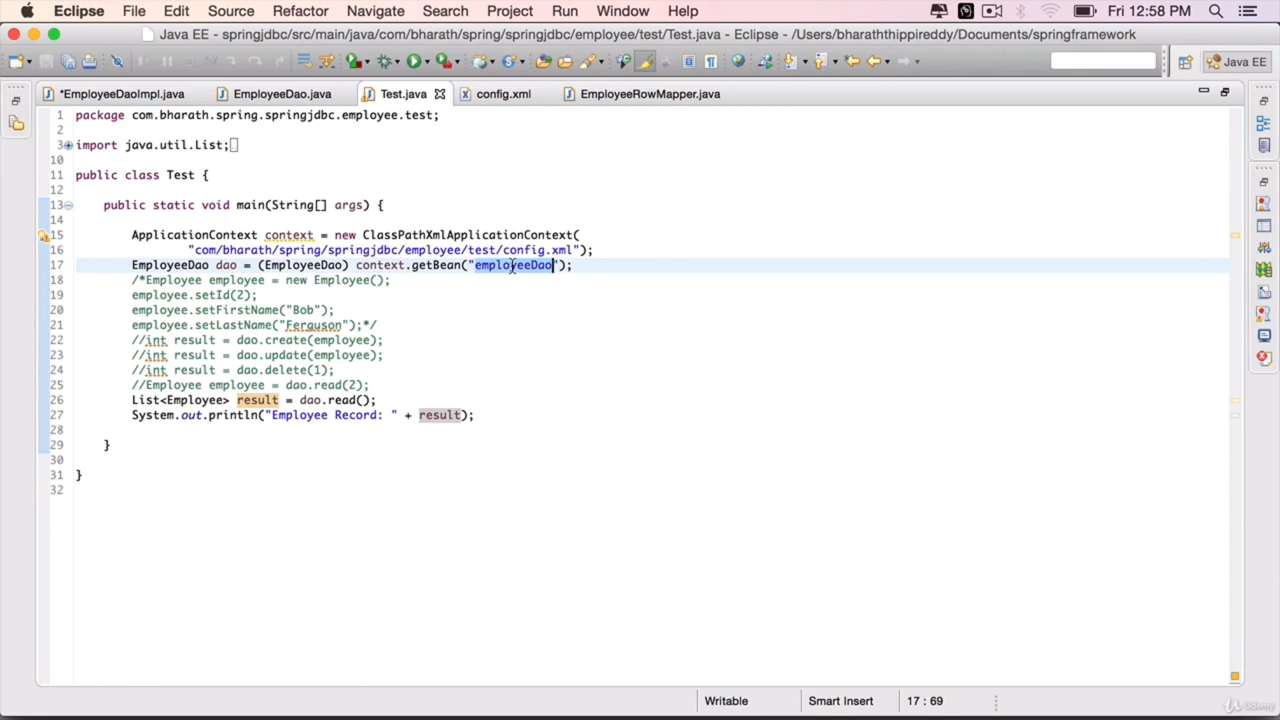 Eclipse File Edit Source Refactor Navigate Search Project Run Window Help Fri 12:58 PM
Java EE - springjdbc/src/main/java/com/bharath/spring/springjdbc/employee/test/Test.java - Eclipse - /Users/bharaththippireddy/Documents/springframework
Java EE
*EmployeeDaoImpl.java EmployeeDao.java Test.java config.xml EmployeeRowMapper.java
1 package com.bharath.spring.springjdbc.employee.test;
2
3 import java.util.List;
10
11 public class Test {
12
13 public static void main(String[] args) {
14
15 ApplicationContext context = new ClassPathXmlApplicationContext(
16 "com/bharath/spring/springjdbc/employee/test/config.xml");
17 EmployeeDao dao = (EmployeeDao) context.getBean("employeeDao");
18 /*Employee employee = new Employee();
19 employee.setId(2);
20 employee.setFirstName("Bob");
21 employee.setLastName("Ferguson");*/
22 //int result = dao.create(employee);
23 //int result = dao.update(employee);
24 //int result = dao.delete(1);
25 //Employee employee = dao.read(2);
26 List<Employee> result = dao.read();
27 System.out.println("Employee Record: " + result);
28
29 }
30
31 }
32
Writable Smart Insert 17 : 69
Udemy